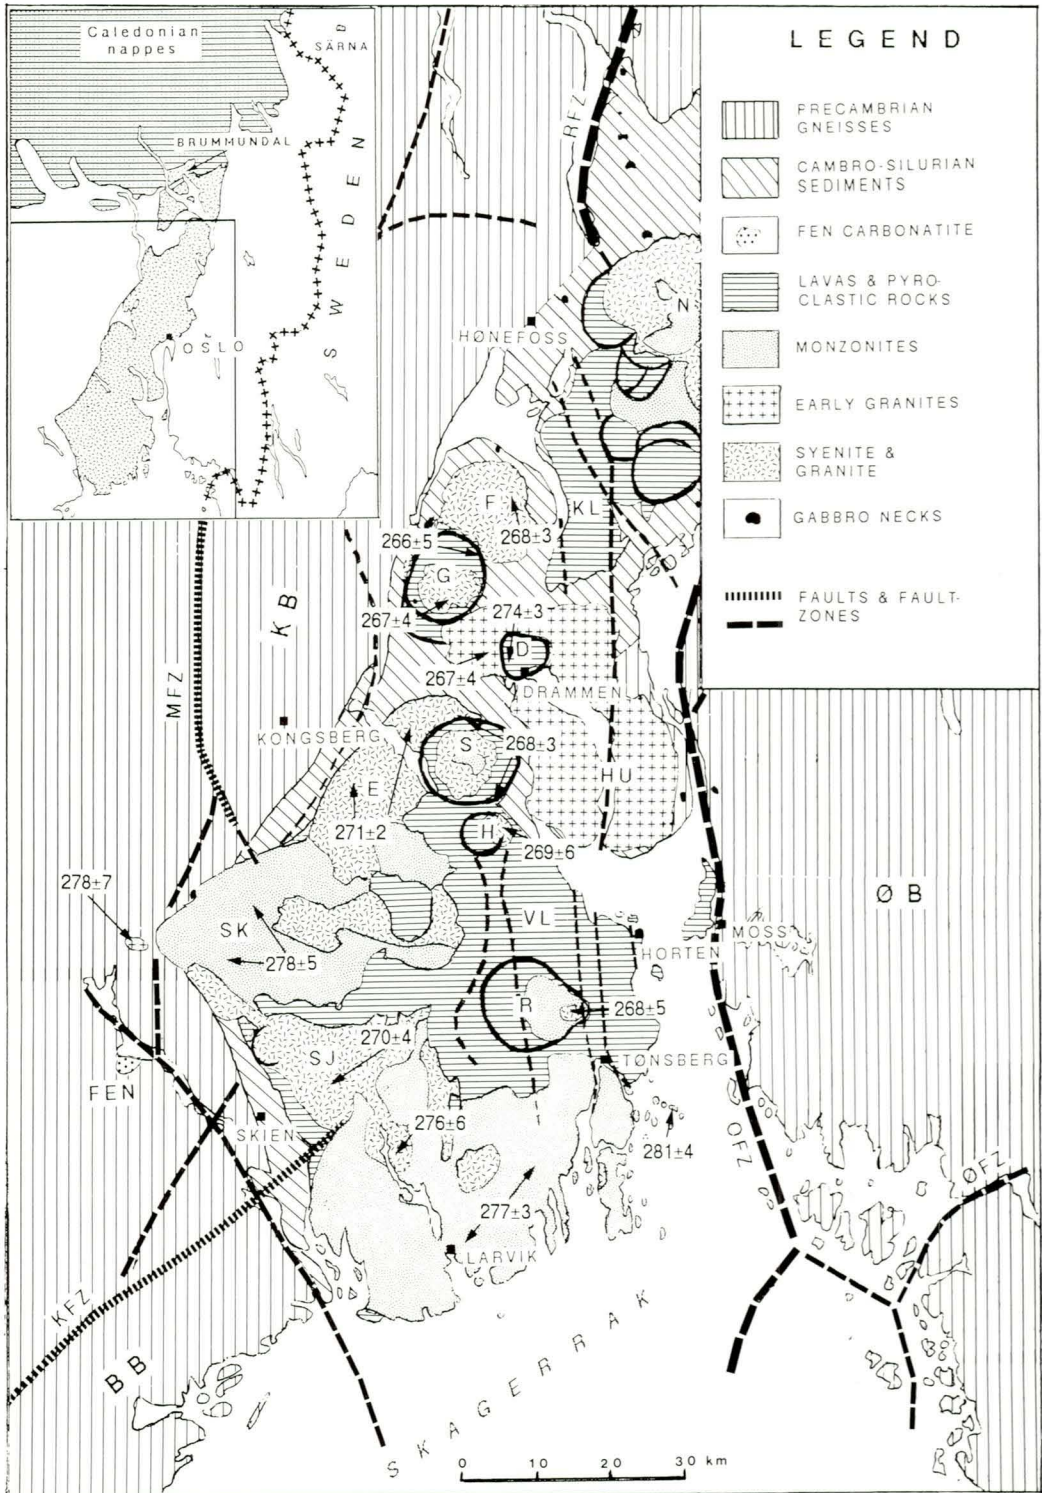 Caledonian
nappes
SÄRNA
BRUMMUNDAL
SWEDEN
OSLO
LEGEND
PRECAMBRIAN
GNEISSES
CAMBRO-SILURIAN
SEDIMENTS
FEN CARBONATITE
LAVAS & PYRO-
CLASTIC ROCKS
MONZONITES
EARLY GRANITES
SYENITE &
GRANITE
GABBRO NECKS
FAULTS & FAULT-
ZONES
RFZ
N
HØNEFOSS
F
KL
266±5
268±3
G
274±3
267±4
KB
D
267±4
DRAMMEN
MFZ
KONGSBERG
S
268±3
HU
E
271±2
H
269±6
278±7
ØB
SK
VL
MOSS
HORTEN
278±5
R
268±5
270±4
SJ
TØNSBERG
FEN
276±6
SKIEN
281±4
OFZ
ØFZ
277±3
LARVIK
KFZ
BB
SKAGERRAK
0 10 20 30 km